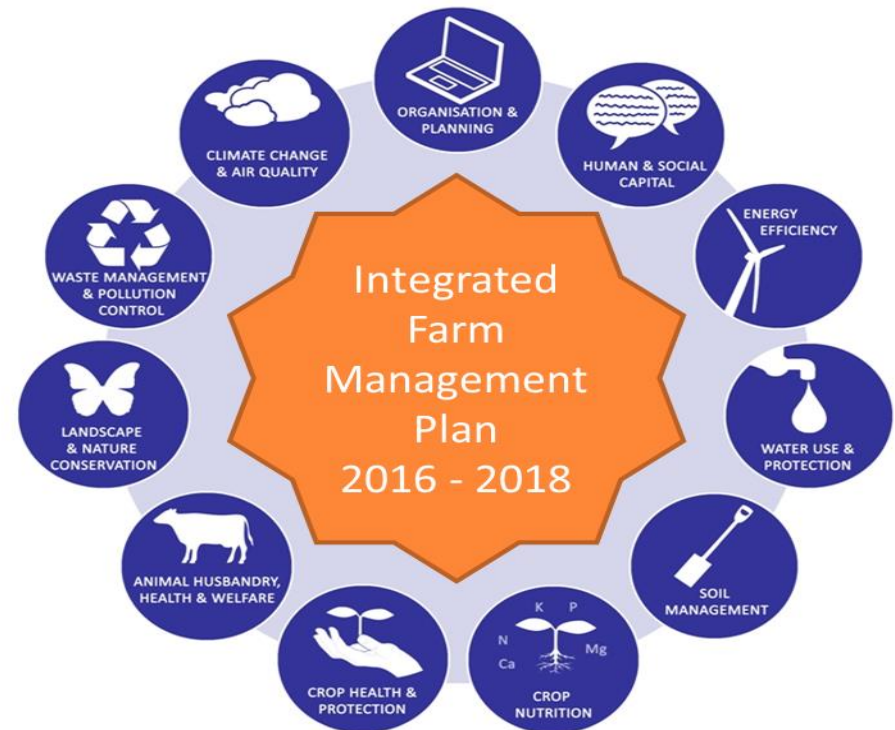 ORGANISATION &
PLANNING
HUMAN & SOCIAL
CAPITAL
ENERGY
EFFICIENCY
WATER USE &
PROTECTION
SOIL
MANAGEMENT
K P
N Mg
Ca
CROP
NUTRITION
CROP HEALTH &
PROTECTION
ANIMAL HUSBANDRY,
HEALTH & WELFARE
LANDSCAPE
& NATURE
CONSERVATION
WASTE MANAGEMENT
& POLLUTION
CONTROL
CLIMATE CHANGE
& AIR QUALITY
Integrated
Farm
Management
Plan
2016 - 2018